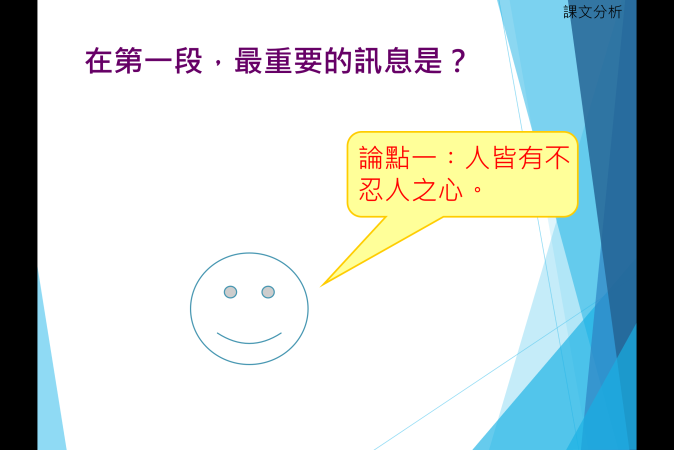 課文分析
在第一段，最重要的訊息是？
論點一：人皆有不
忍人之心。